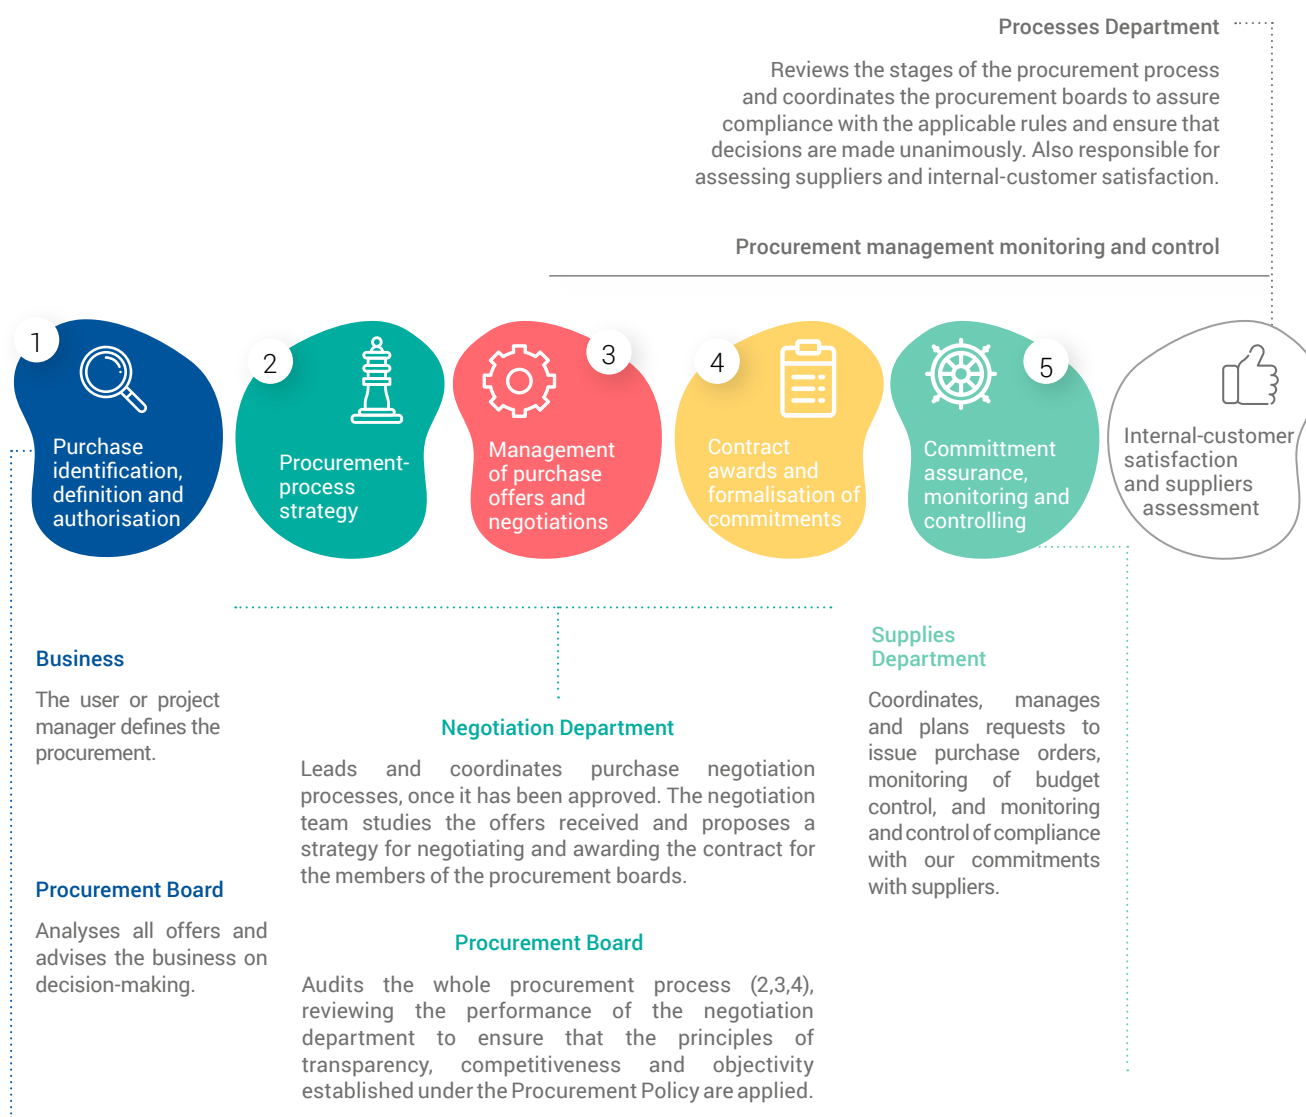 Processes Department
Reviews the stages of the procurement process
and coordinates the procurement boards to assure
compliance with the applicable rules and ensure that
decisions are made unanimously. Also responsible for
assessing suppliers and internal-customer satisfaction.
Procurement management monitoring and control
1
Purchase
identification,
definition and
authorisation
2
Procurement-
process
strategy
3
Management
of purchase
offers and
negotiations
4
Contract
awards and
formalisation of
commitments
5
Committment
assurance,
monitoring and
controlling
Internal-customer
satisfaction
and suppliers
assessment
Business
The user or project
manager defines the
procurement.
Procurement Board
Analyses all offers and
advises the business on
decision-making.
Negotiation Department
Leads and coordinates purchase negotiation
processes, once it has been approved. The negotiation
team studies the offers received and proposes a
strategy for negotiating and awarding the contract for
the members of the procurement boards.
Procurement Board
Audits the whole procurement process (2,3,4),
reviewing the performance of the negotiation
department to ensure that the principles of
transparency, competitiveness and objectivity
established under the Procurement Policy are applied.
Supplies
Department
Coordinates, manages
and plans requests to
issue purchase orders,
monitoring of budget
control, and monitoring
and control of compliance
with our commitments
with suppliers.